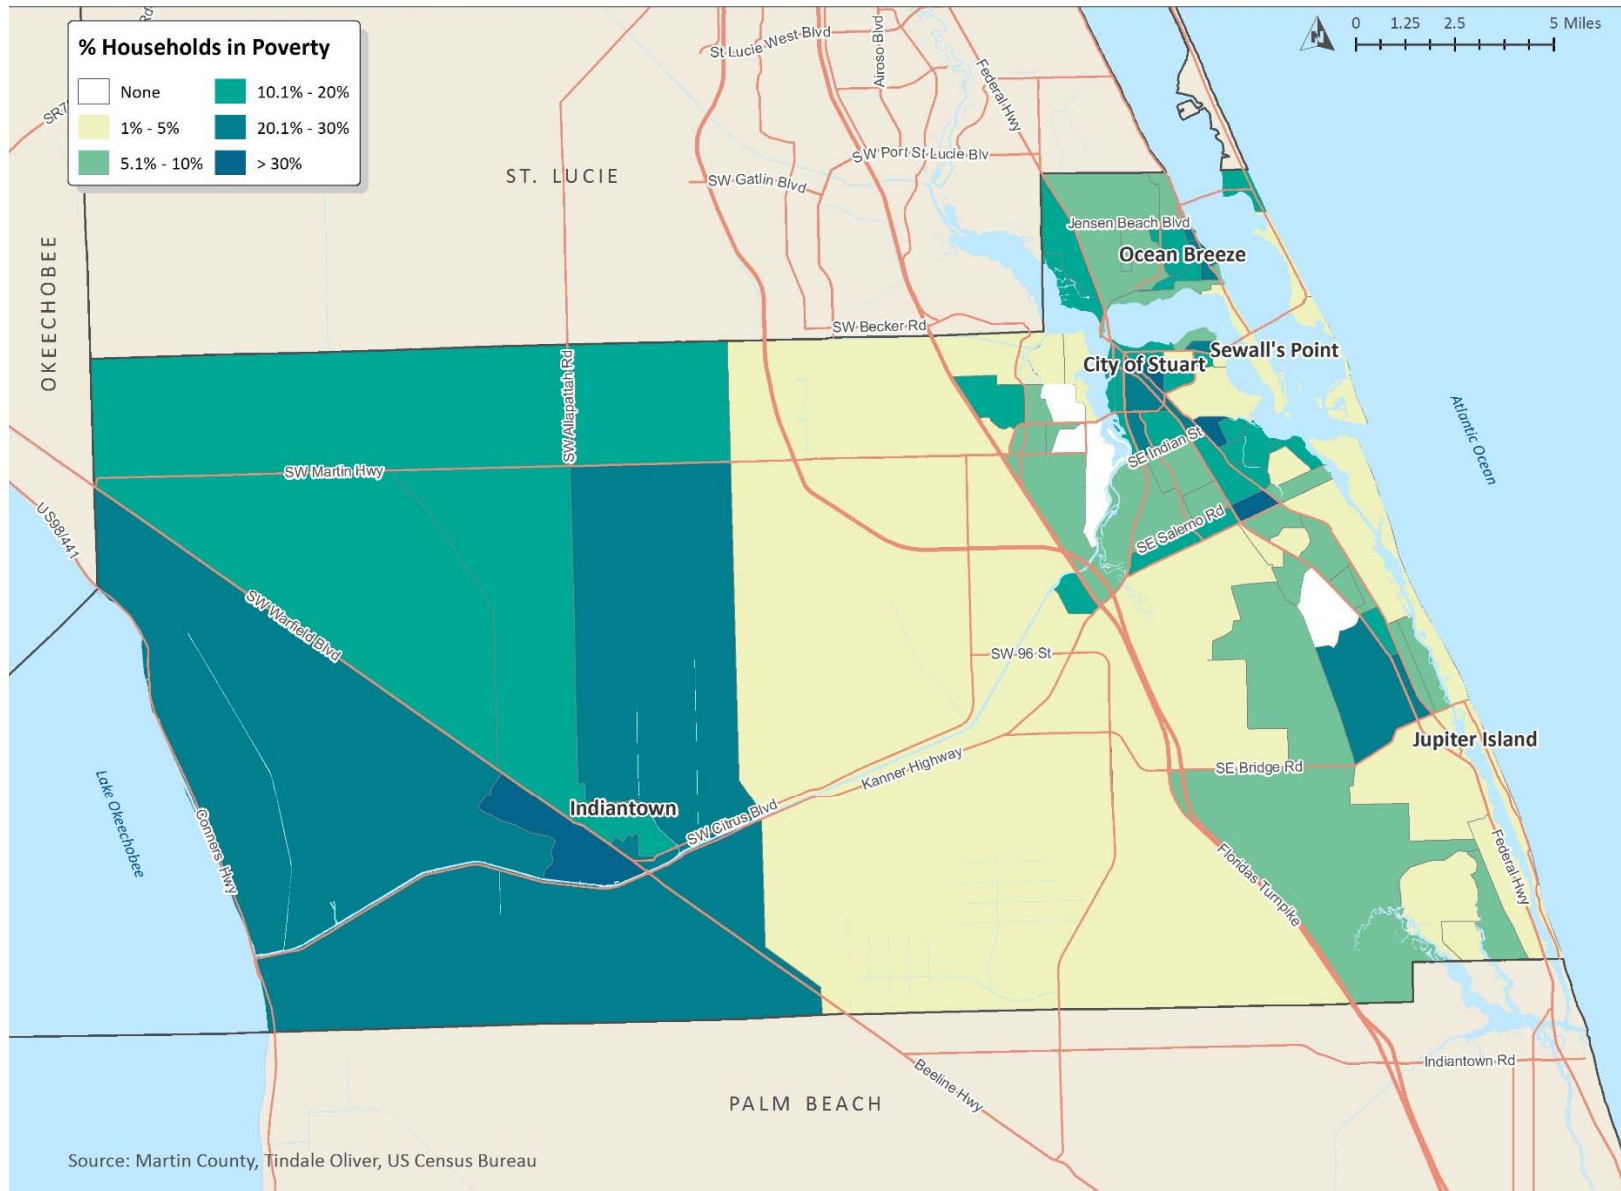 % Households in Poverty
None
1% - 5%
5.1% - 10%
10.1% - 20%
20.1% - 30%
> 30%
0 1.25 2.5 5 Miles
N
Rd
SR7
St Lucie West Blvd
Airoso Blvd
Federal Hwy
SW Port St Lucie Blv
SW Gatlin Blvd
ST. LUCIE
OKEECHOBEE
Jensen Beach Blvd
Ocean Breeze
SW Becker Rd
Sewall's Point
City of Stuart
SW Allapattah Rd
Atlantic Ocean
SE Indian St
SW Martin Hwy
US98/441
SE Salerno Rd
SW Warfield Blvd
SW 96 St
Jupiter Island
Kanner Highway
SE Bridge Rd
Indiantown
SW Citrus Blvd
Lake Okeechobee
Conners Hwy
Floridas Turnpike
Federal Hwy
Indiantown Rd
Beeline Hwy
PALM BEACH
Source: Martin County, Tindale Oliver, US Census Bureau